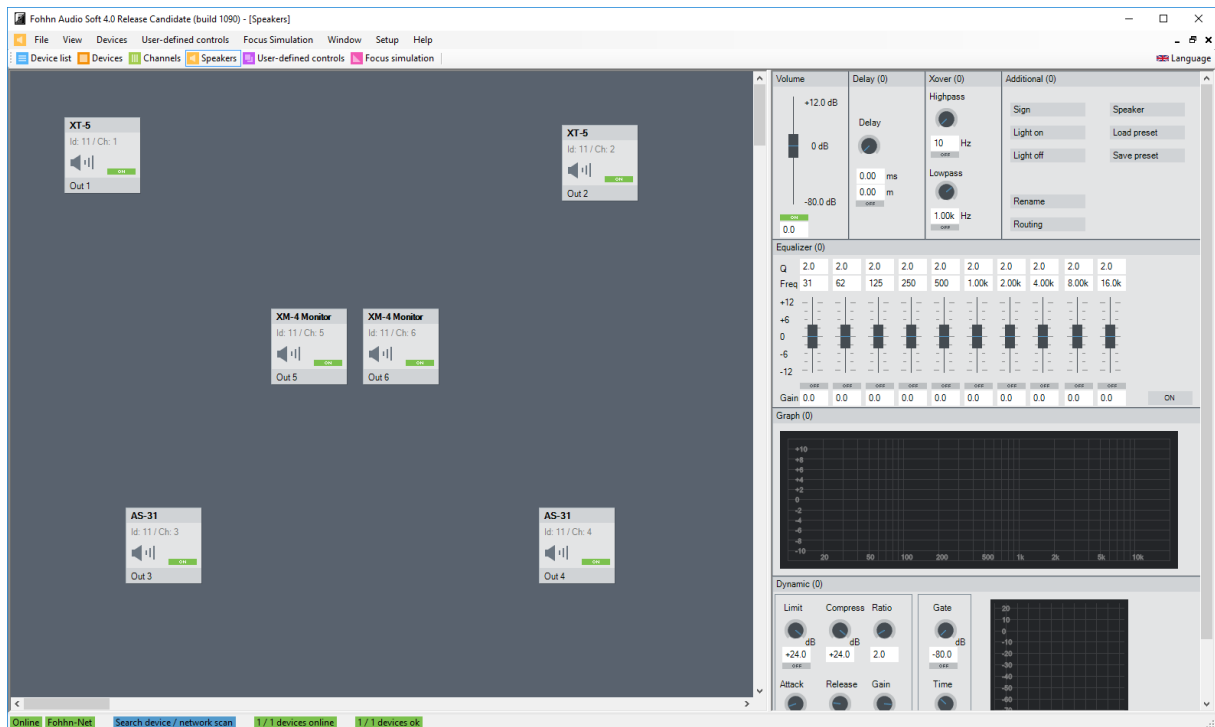 Fohhn Audio Soft 4.0 Release Candidate (build 1090) - [Speakers]
File View Devices User-defined controls Focus Simulation Window Setup Help
Device list Devices Channels Speakers User-defined controls Focus simulation Language
XT-5
Id: 11 / Ch: 1
ON
Out 1
XT-5
Id: 11 / Ch: 2
ON
Out 2
XM-4 Monitor
Id: 11 / Ch: 5
ON
Out 5
XM-4 Monitor
Id: 11 / Ch: 6
ON
Out 6
AS-31
Id: 11 / Ch: 3
ON
Out 3
AS-31
Id: 11 / Ch: 4
ON
Out 4
Volume
+12.0 dB
0 dB
-80.0 dB
ON
0.0
Delay (0)
Delay
0.00 ms
0.00 m
OFF
Xover (0)
Highpass
10 Hz
OFF
Lowpass
1.00k Hz
OFF
Additional (0)
Sign Speaker
Light on Load preset
Light off Save preset
Rename
Routing
Equalizer (0)
Q 2.0 2.0 2.0 2.0 2.0 2.0 2.0 2.0 2.0 2.0
Freq 31 62 125 250 500 1.00k 2.00k 4.00k 8.00k 16.0k
+12
+6
0
-6
-12
OFF OFF OFF OFF OFF OFF OFF OFF OFF OFF
Gain 0.0 0.0 0.0 0.0 0.0 0.0 0.0 0.0 0.0 0.0 ON
Graph (0)
+10
+8
+6
+4
+2
0
-2
-4
-6
-8
-10
20 50 100 200 500 1k 2k 5k 10k
Dynamic (0)
Limit Compress Ratio
dB dB
+24.0 +24.0 2.0
OFF
Attack Release Gain
Gate
dB
-80.0
OFF
Time
20
10
0
-10
-20
-30
-40
-50
-60
-70
Online Fohhn-Net Search device / network scan 1 / 1 devices online 1 / 1 devices ok